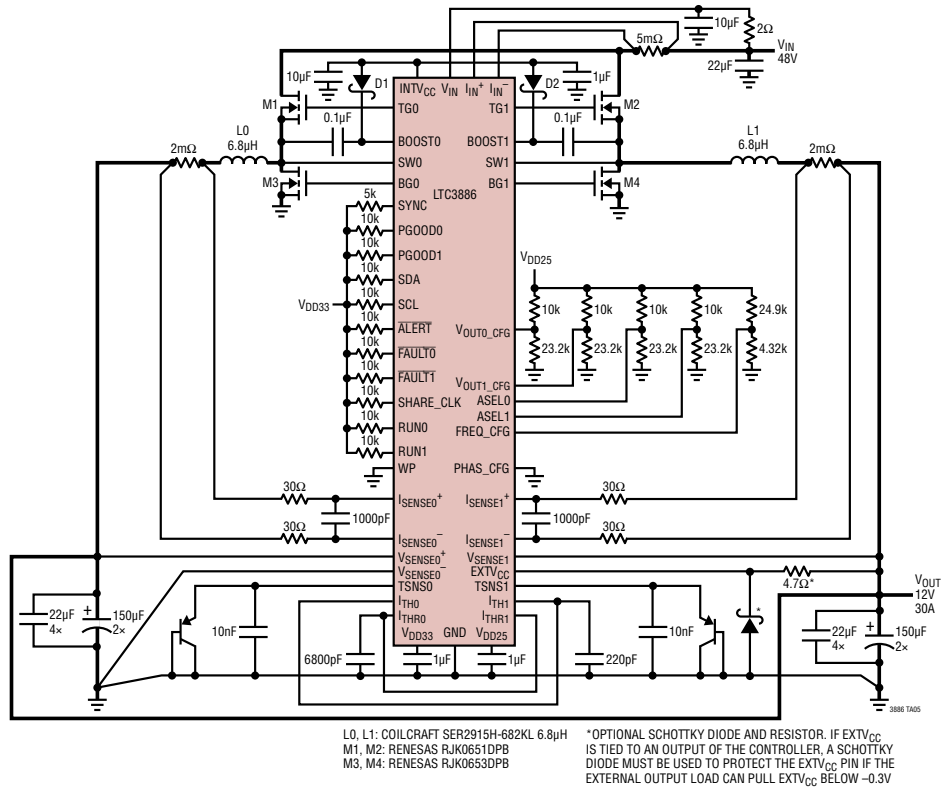 10µF
2Ω
5mΩ
VIN
48V
22µF
10µF
D1
INTVCC
VIN
IIN+
IIN–
D2
1µF
M1
TG0
TG1
M2
0.1µF
0.1µF
L0
6.8µH
BOOST0
BOOST1
L1
6.8µH
2mΩ
SW0
SW1
2mΩ
M3
BG0
BG1
M4
LTC3886
5k
SYNC
10k
PGOOD0
10k
PGOOD1
10k
SDA
10k
VDD33
SCL
10k
ALERT
10k
FAULT0
10k
FAULT1
10k
SHARE_CLK
10k
RUN0
10k
RUN1
WP
VDD25
10k
10k
10k
10k
24.9k
VOUT0_CFG
23.2k
23.2k
23.2k
23.2k
4.32k
VOUT1_CFG
ASEL0
ASEL1
FREQ_CFG
PHAS_CFG
30Ω
ISENSE0+
ISENSE1+
30Ω
1000pF
1000pF
30Ω
ISENSE0–
ISENSE1–
30Ω
VSENSE0+
VSENSE1
VSENSE0–
EXTVCC
4.7Ω*
TSNS0
TSNS1
ITH0
ITH1
ITHR0
ITHR1
VDD33
GND
VDD25
VOUT
12V
30A
22µF
4×
+
150µF
2×
10nF
10nF
*
22µF
4×
+
150µF
2×
6800pF
1µF
1µF
220pF
3886 TA05
L0, L1: COILCRAFT SER2915H-682KL 6.8µH
M1, M2: RENESAS RJK0651DPB
M3, M4: RENESAS RJK0653DPB
*OPTIONAL SCHOTTKY DIODE AND RESISTOR. IF EXTVCC
IS TIED TO AN OUTPUT OF THE CONTROLLER, A SCHOTTKY
DIODE MUST BE USED TO PROTECT THE EXTVCC PIN IF THE
EXTERNAL OUTPUT LOAD CAN PULL EXTVCC BELOW –0.3V